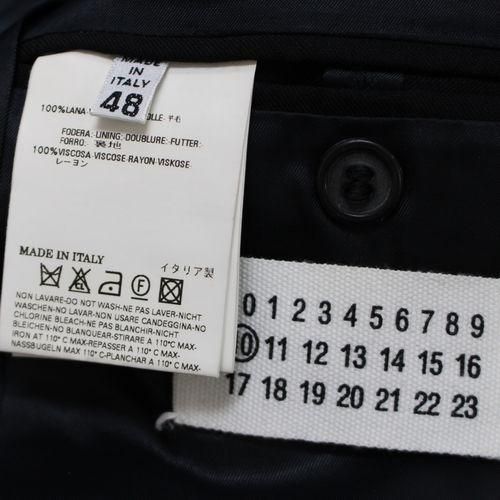 MADE IN ITALY
48
100%LANA
FODERA-LINING-DOUBLURE-FUTTER
FORRO-裏地
100%VISCOSA-VISCOSE-RAYON-VISKOSE
レーヨン
MADE IN ITALY
イタリア製
NON LAVARE-DO NOT WASH-NE PAS LAVER-NICHT
WASCHEN-NO LAVAR-NON USARE CANDEGGINA-NO
CHLORINE BLEACH-NE PAS BLANCHIR-NICHT
BLEICHEN-NO BLANQUEAR-STIRARE A 110°
IRON AT 110° C MAX-REPASSER A 110° C MAX-
NASSBUGELN MAX 110° C-PLANCHAR A 110° C MAX
0 1 2 3 4 5 6 7 8 9
10 11 12 13 14 15 16
17 18 19 20 21 22 23